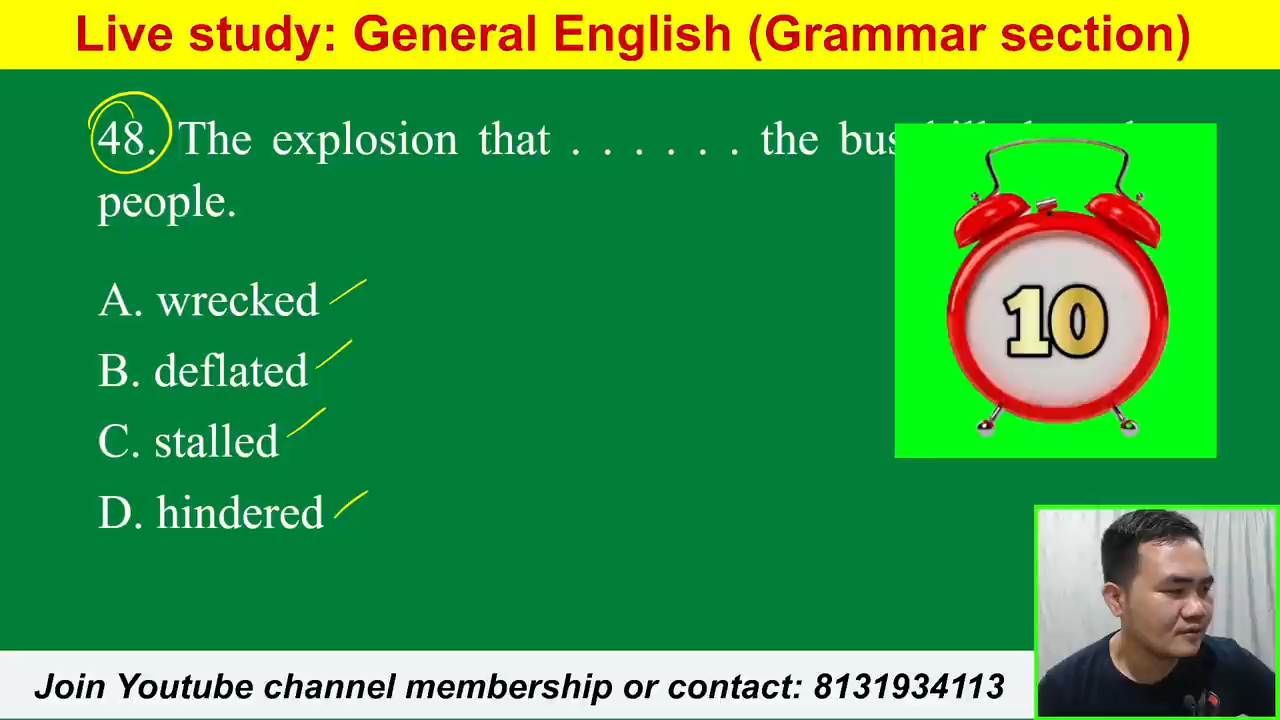 Live study: General English (Grammar section)
48. The explosion that . . . . . . the bus
people.
A. wrecked
B. deflated
C. stalled
D. hindered
10
Join Youtube channel membership or contact: 8131934113